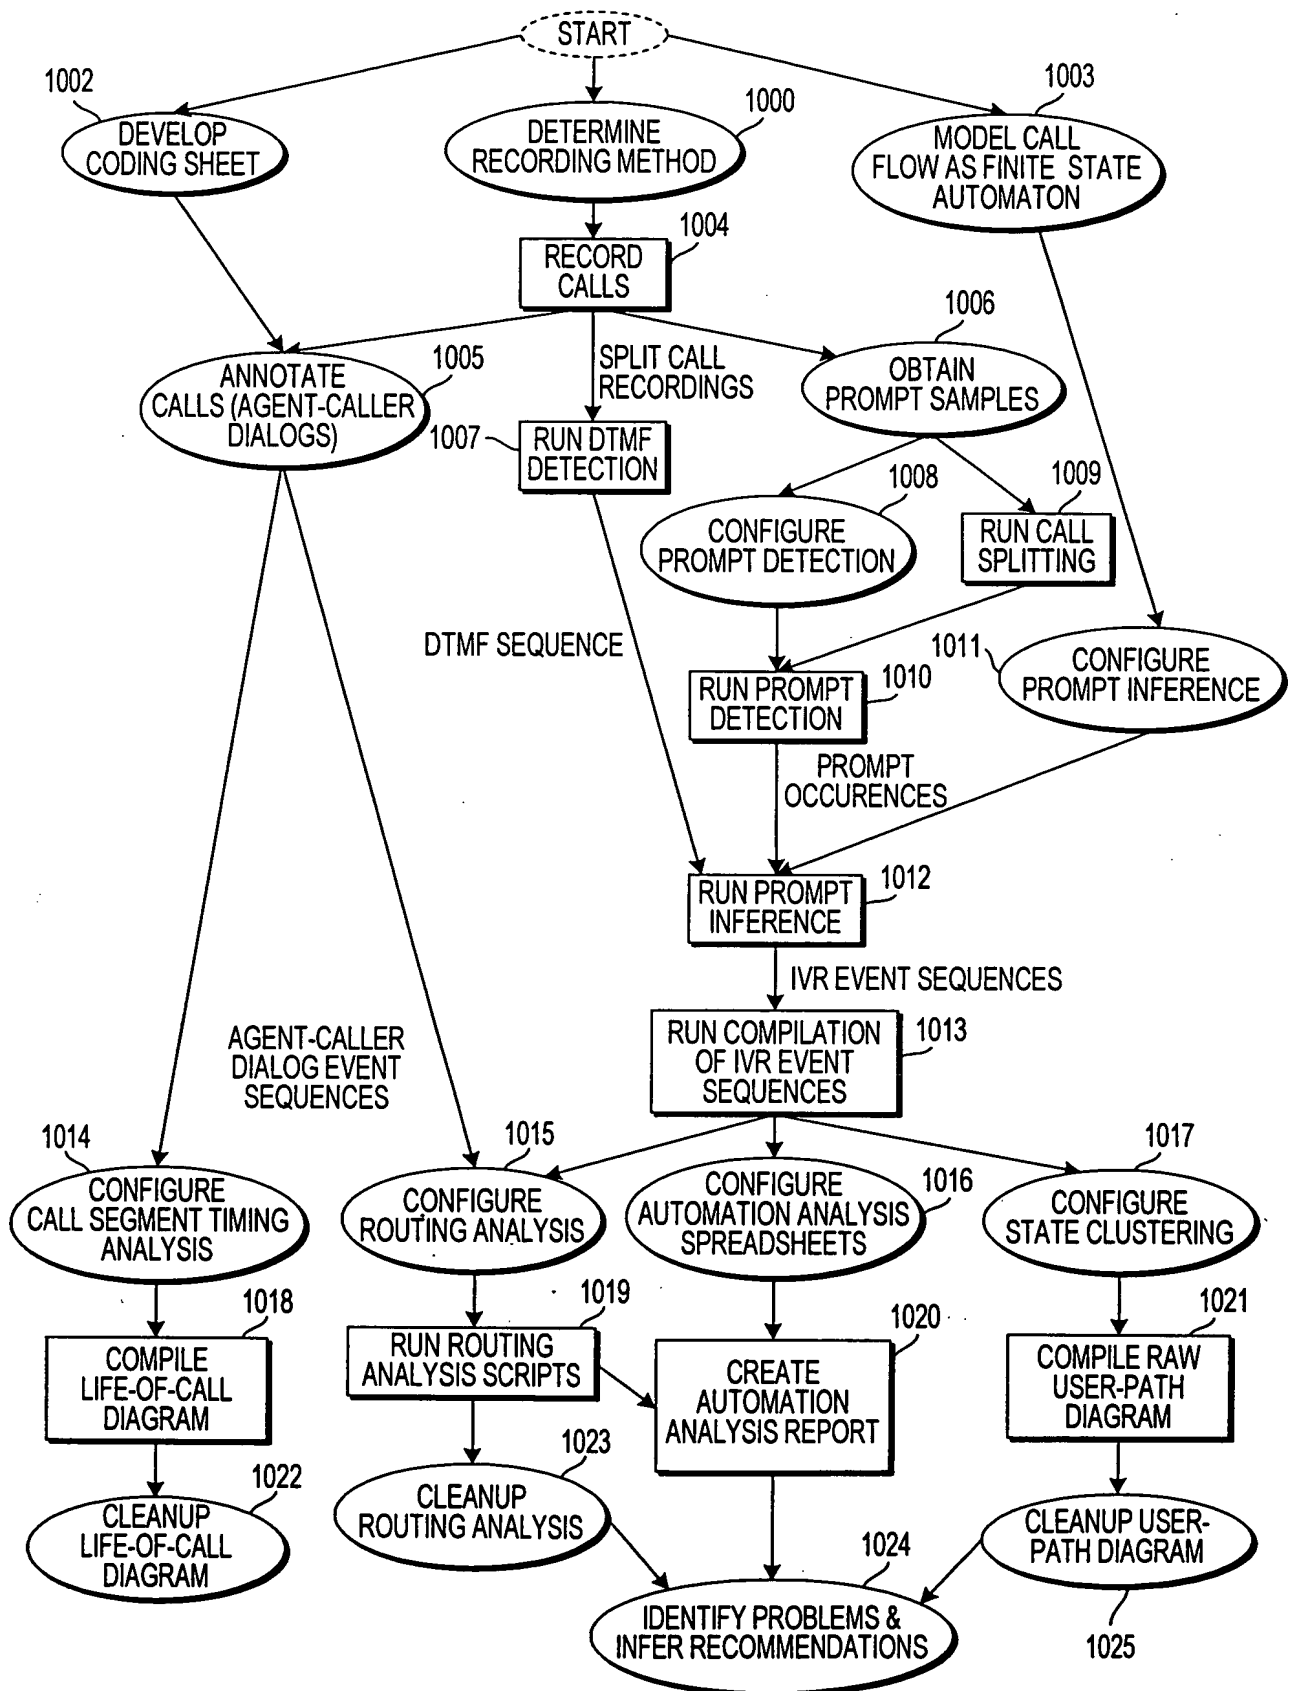 START
1002
DEVELOP
CODING SHEET
1000
DETERMINE
RECORDING METHOD
1003
MODEL CALL
FLOW AS FINITE STATE
AUTOMATON
1004
RECORD
CALLS
1005
ANNOTATE
CALLS (AGENT-CALLER
DIALOGS)
SPLIT CALL
RECORDINGS
1006
OBTAIN
PROMPT SAMPLES
1007
RUN DTMF
DETECTION
1008
CONFIGURE
PROMPT DETECTION
1009
RUN CALL
SPLITTING
DTMF SEQUENCE
1010
RUN PROMPT
DETECTION
1011
CONFIGURE
PROMPT INFERENCE
PROMPT
OCCURENCES
1012
RUN PROMPT
INFERENCE
IVR EVENT SEQUENCES
1013
RUN COMPILATION
OF IVR EVENT
SEQUENCES
AGENT-CALLER
DIALOG EVENT
SEQUENCES
1014
CONFIGURE
CALL SEGMENT TIMING
ANALYSIS
1015
CONFIGURE
ROUTING ANALYSIS
1016
CONFIGURE
AUTOMATION ANALYSIS
SPREADSHEETS
1017
CONFIGURE
STATE CLUSTERING
1018
COMPILE
LIFE-OF-CALL
DIAGRAM
1019
RUN ROUTING
ANALYSIS SCRIPTS
1020
CREATE
AUTOMATION
ANALYSIS REPORT
1021
COMPILE RAW
USER-PATH
DIAGRAM
1022
CLEANUP
LIFE-OF-CALL
DIAGRAM
1023
CLEANUP
ROUTING ANALYSIS
1024
IDENTIFY PROBLEMS &
INFER RECOMMENDATIONS
CLEANUP USER-
PATH DIAGRAM
1025